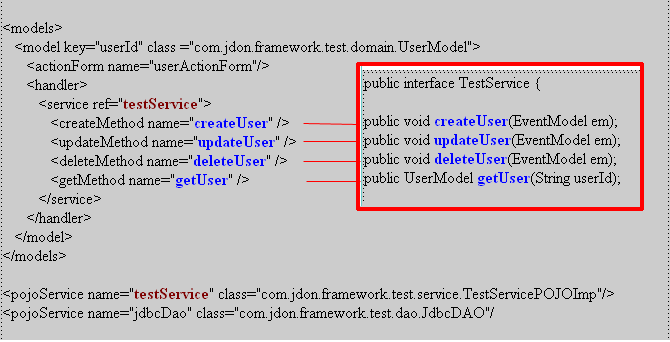 <models>
<model key="userId" class ="com.jdon.framework.test.domain.UserModel">
<actionForm name="userActionForm"/>
<handler>
<service ref="testService">
<createMethod name="createUser" />
<updateMethod name="updateUser" />
<deleteMethod name="deleteUser" />
<getMethod name="getUser" />
</service>
</handler>
</model>
</models>
public interface TestService {
public void createUser(EventModel em);
public void updateUser(EventModel em);
public void deleteUser(EventModel em);
public UserModel getUser(String userId);
<pojoService name="testService" class="com.jdon.framework.test.service.TestServicePOJOImp"/>
<pojoService name="jdbcDao" class="com.jdon.framework.test.dao.JdbcDAO"/